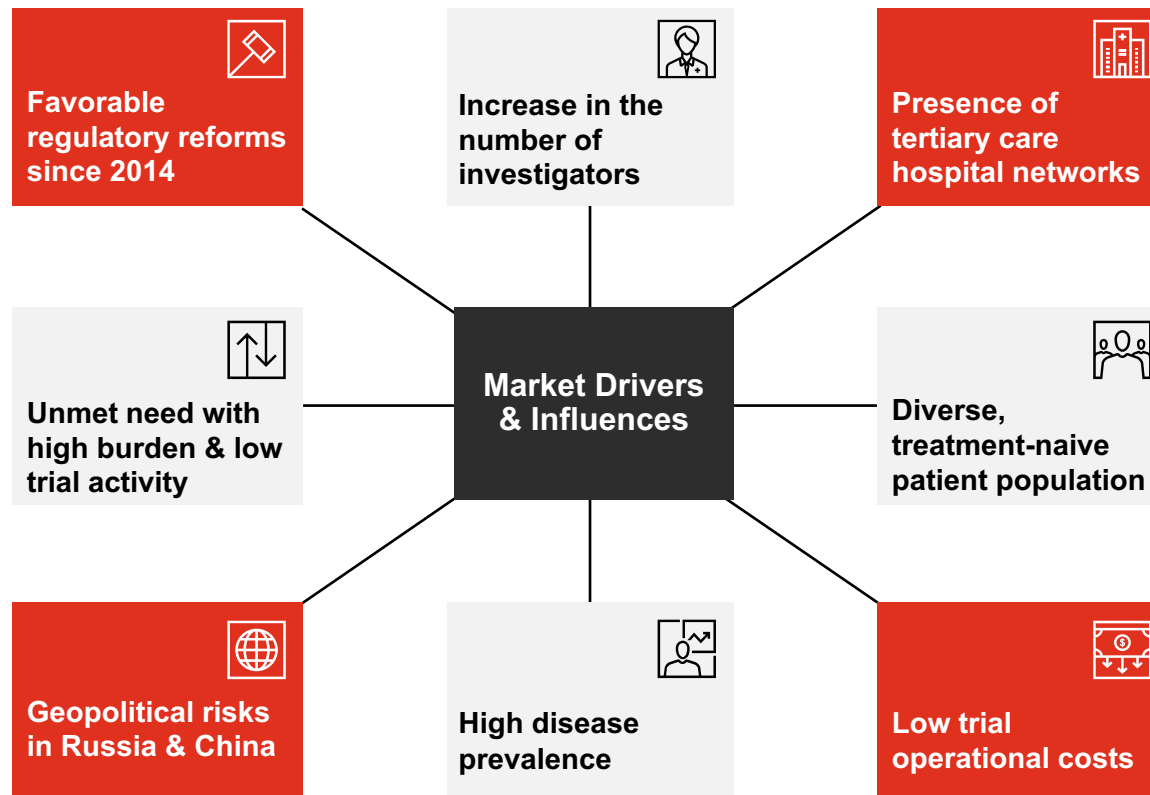 Favorable
regulatory reforms
since 2014
Increase in the
number of
investigators
Presence of
tertiary care
hospital networks
Unmet need with
high burden & low
trial activity
Market Drivers
& Influences
Diverse,
treatment-naive
patient population
Geopolitical risks
in Russia & China
High disease
prevalence
$
Low trial
operational costs